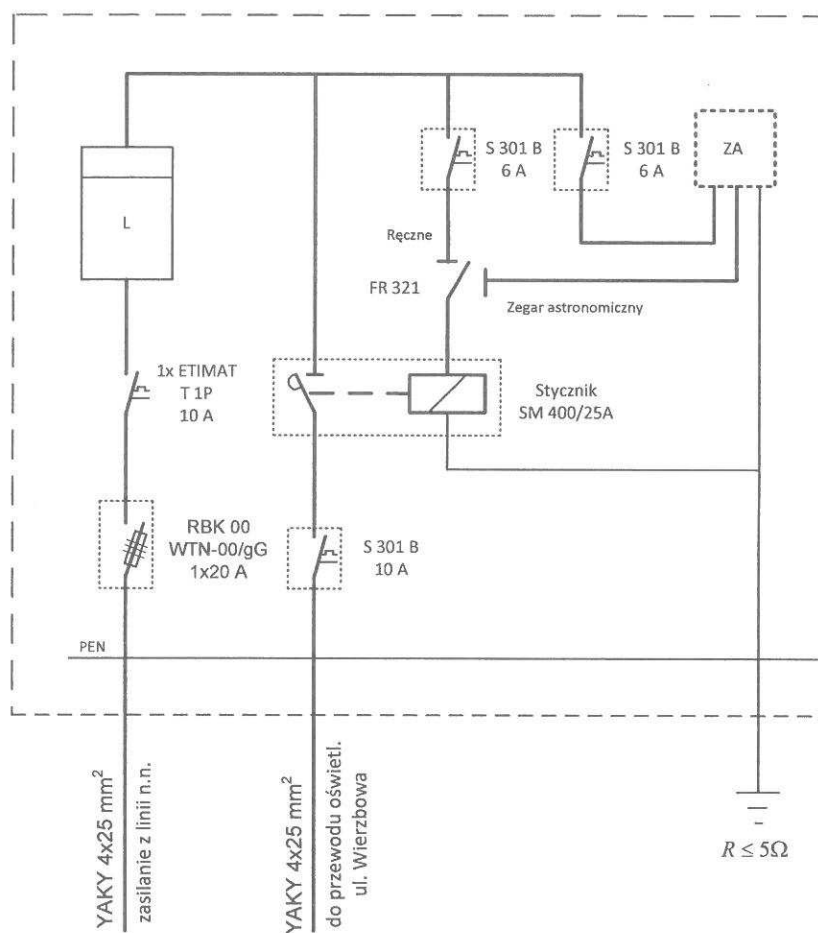 S 301 B
6 A
S 301 B
6 A
ZA
L
Ręczne
FR 321
Zegar astronomiczny
1x ETIMAT
T 1P
10 A
Stycznik
SM 400/25A
RBK 00
WTN-00/gG
1x20 A
S 301 B
10 A
PEN
YAKY 4x25 mm²
zasilanie z linii n.n.
YAKY 4x25 mm²
do przewodu oświetl.
ul. Wierzbowa
R ≤ 5Ω